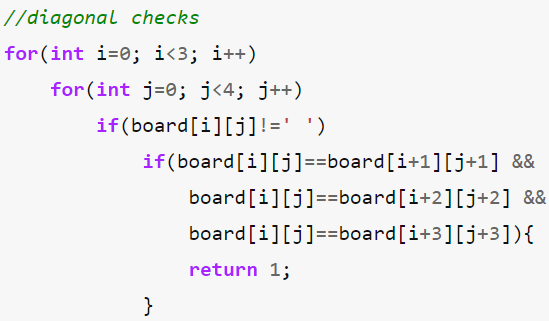 //diagonal checks
for(int i=0; i<3; i++)
    for(int j=0; j<4; j++)
        if(board[i][j]!=' ')
            if(board[i][j]==board[i+1][j+1] &&
                board[i][j]==board[i+2][j+2] &&
                board[i][j]==board[i+3][j+3]){
                return 1;
            }